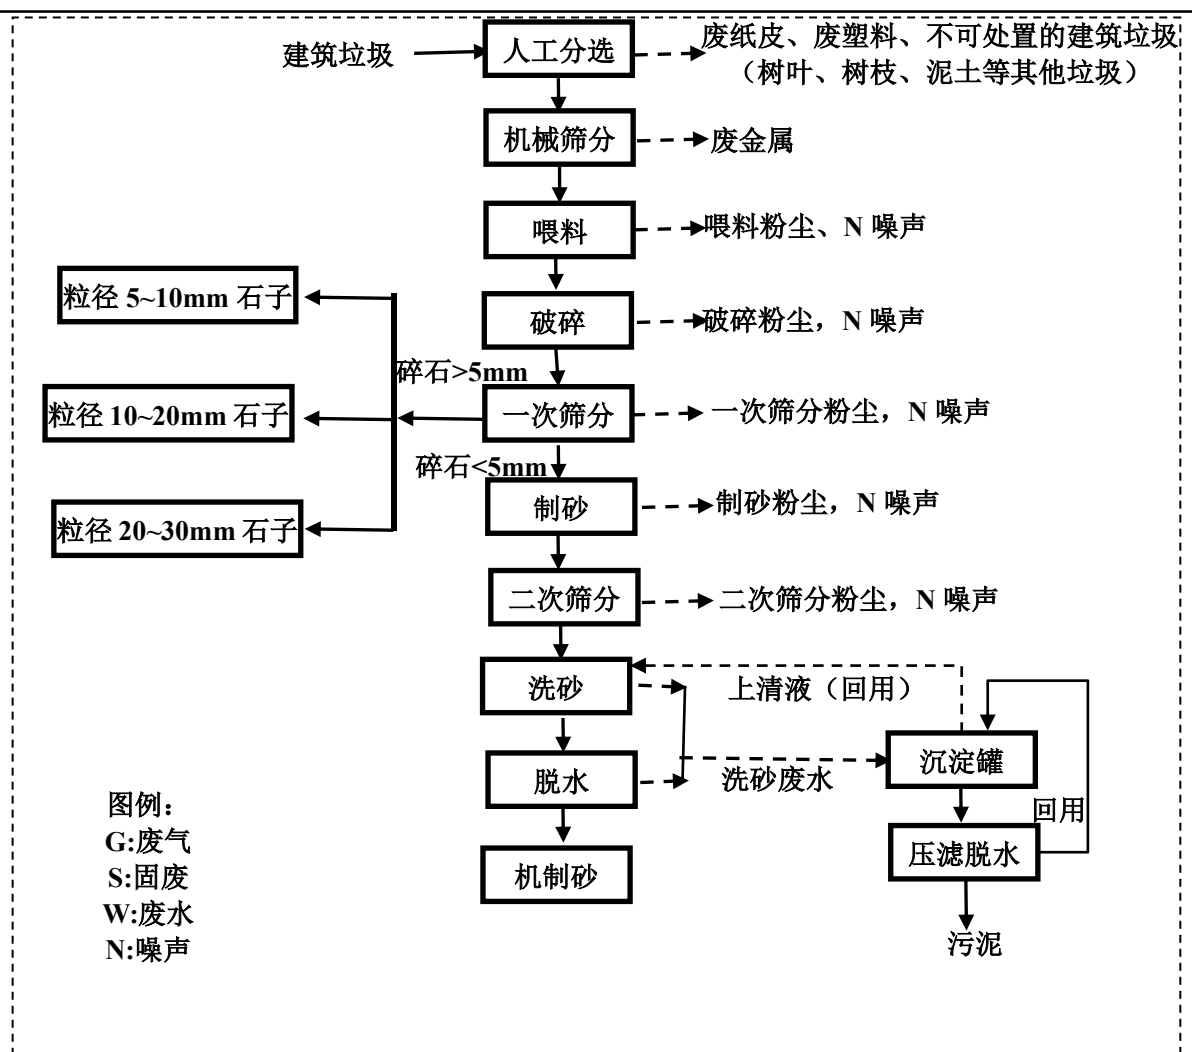 建筑垃圾
人工分选
废纸皮、废塑料、不可处置的建筑垃圾
（树叶、树枝、泥土等其他垃圾）
机械筛分
废金属
喂料
喂料粉尘、N 噪声
粒径 5~10mm 石子
破碎
破碎粉尘，N 噪声
碎石>5mm
粒径 10~20mm 石子
一次筛分
一次筛分粉尘，N 噪声
碎石<5mm
粒径 20~30mm 石子
制砂
制砂粉尘，N 噪声
二次筛分
二次筛分粉尘，N 噪声
洗砂
上清液（回用）
沉淀罐
脱水
洗砂废水
回用
压滤脱水
机制砂
污泥
图例：
G:废气
S:固废
W:废水
N:噪声